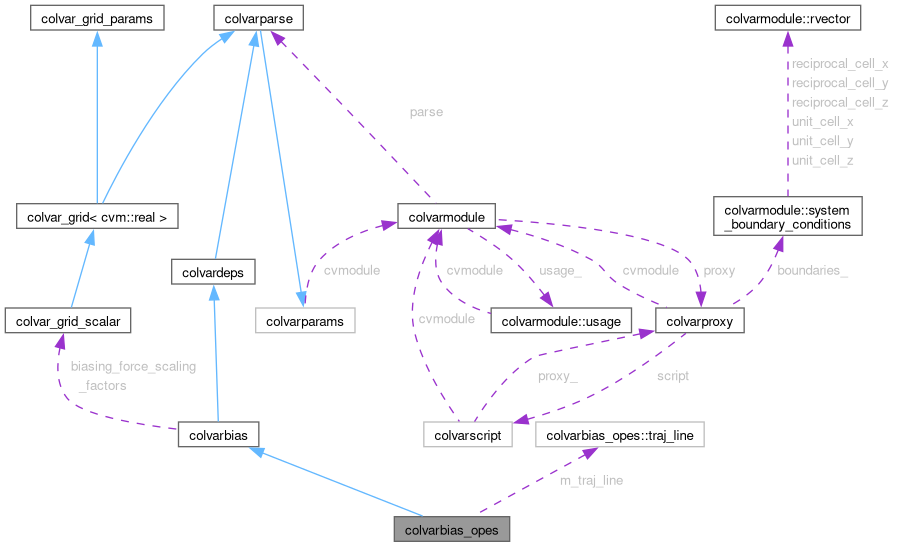 colvar_grid_params
colvarparse
colvarmodule::rvector
reciprocal_cell_x
reciprocal_cell_y
reciprocal_cell_z
unit_cell_x
unit_cell_y
unit_cell_z
parse
colvar_grid< cvm::real >
colvarmodule
colvarmodule::system
_boundary_conditions
colvardeps
cvmodule
cvmodule
usage_
cvmodule
proxy
boundaries_
colvar_grid_scalar
colvarparams
cvmodule
colvarmodule::usage
colvarproxy
biasing_force_scaling
_factors
proxy_
script
colvarbias
colvarscript
colvarbias_opes::traj_line
m_traj_line
colvarbias_opes